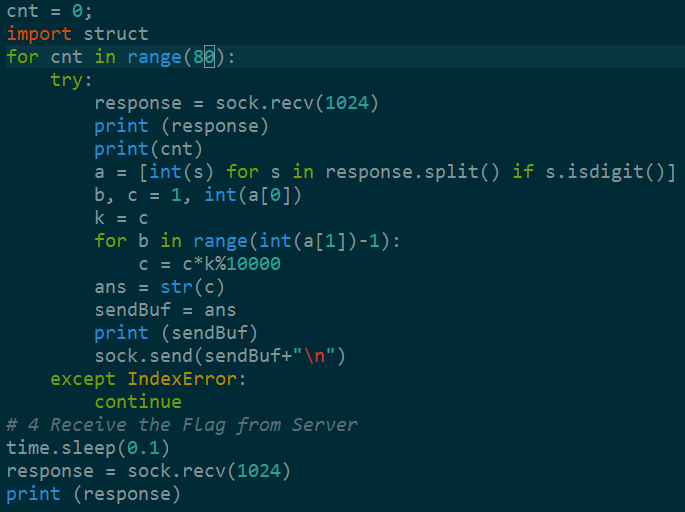 cnt = 0;
import struct
for cnt in range(80):
    try:
        response = sock.recv(1024)
        print (response)
        print(cnt)
        a = [int(s) for s in response.split() if s.isdigit()]
        b, c = 1, int(a[0])
        k = c
        for b in range(int(a[1])-1):
            c = c*k%10000
        ans = str(c)
        sendBuf = ans
        print (sendBuf)
        sock.send(sendBuf+"\n")
    except IndexError:
        continue
# 4 Receive the Flag from Server
time.sleep(0.1)
response = sock.recv(1024)
print (response)